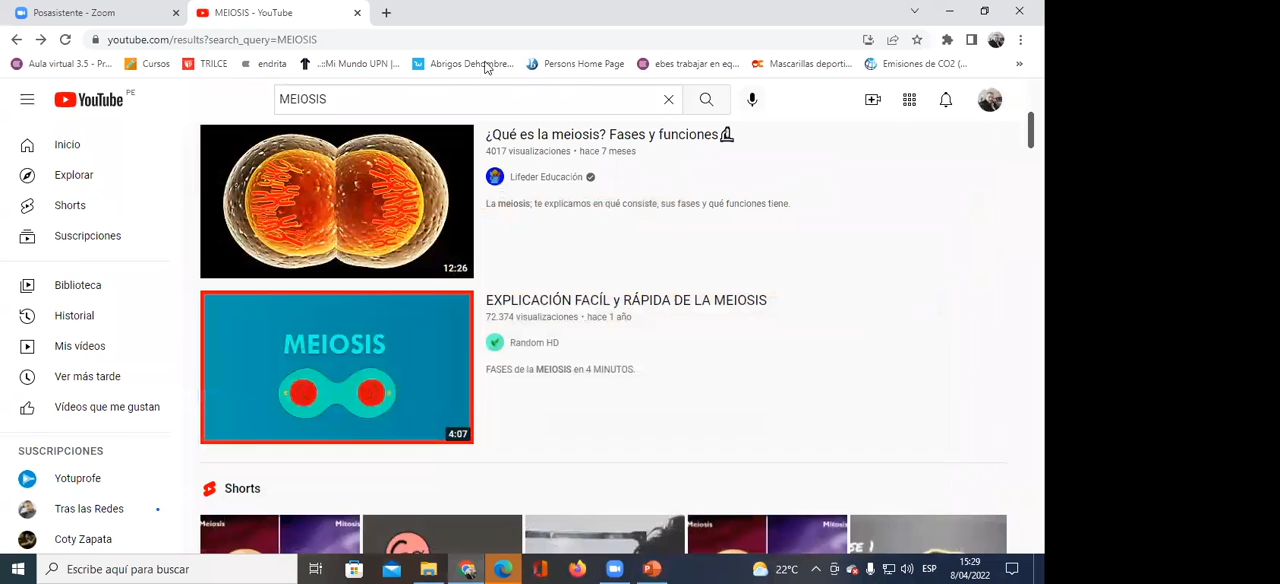 Posasistente - Zoom
MEIOSIS - YouTube
youtube.com/results?search_query=MEIOSIS
Aula virtual 3.5 - Pr...
Cursos
TRILCE
endrita
..::Mi Mundo UPN |...
Abrigos Dehombre...
Persons Home Page
ebes trabajar en eq...
Mascarillas deporti...
Emisiones de CO2 (...
»
YouTube PE
MEIOSIS
Inicio
Explorar
Shorts
Suscripciones
Biblioteca
Historial
Mis vídeos
Ver más tarde
Vídeos que me gustan
SUSCRIPCIONES
Yotuprofe
Tras las Redes
Coty Zapata
12:26
¿Qué es la meiosis? Fases y funciones
4017 visualizaciones • hace 7 meses
Lifeder Educación
La meiosis; te explicamos en qué consiste, sus fases y qué funciones tiene.
MEIOSIS
4:07
EXPLICACIÓN FACÍL y RÁPIDA DE LA MEIOSIS
72.374 visualizaciones • hace 1 año
Random HD
FASES de la MEIOSIS en 4 MINUTOS.
Shorts
Meiosis
Mitosis
Meiosis
Mitosis
Escribe aquí para buscar
22°C
ESP
15:29
8/04/2022